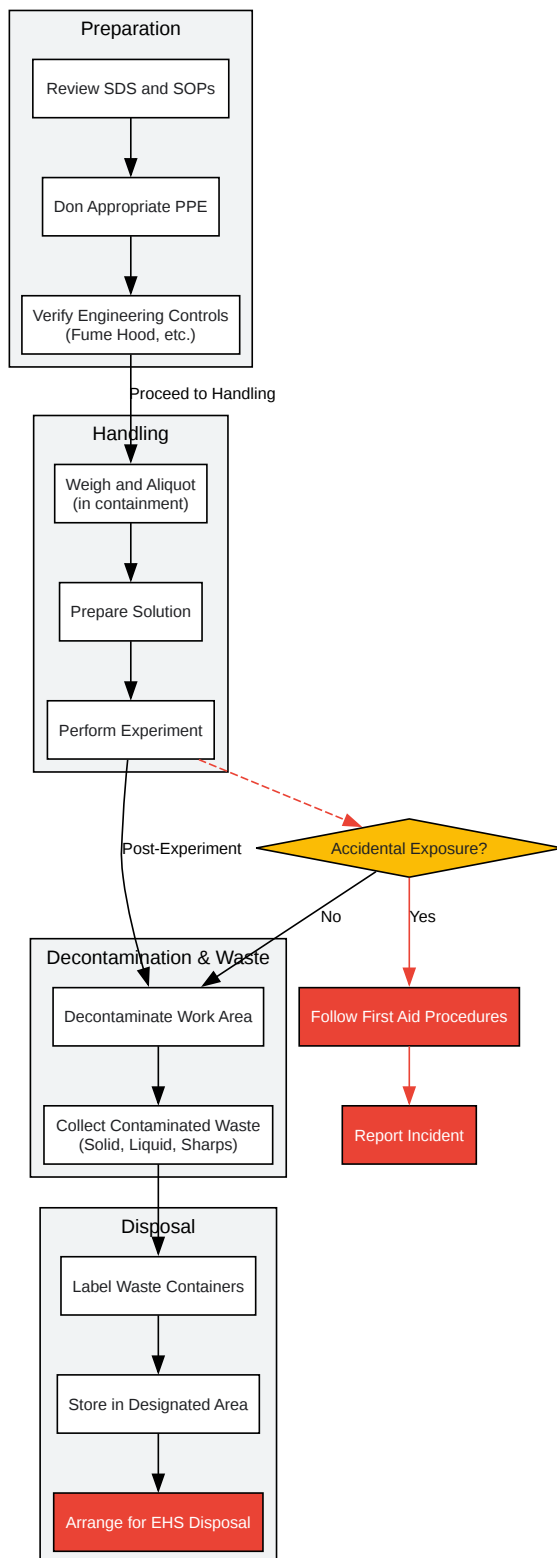 Preparation
Review SDS and SOPs
Don Appropriate PPE
Verify Engineering Controls
(Fume Hood, etc.)
Proceed to Handling
Handling
Weigh and Aliquot
(in containment)
Prepare Solution
Perform Experiment
Post-Experiment
Accidental Exposure?
No
Yes
Decontamination & Waste
Decontaminate Work Area
Follow First Aid Procedures
Collect Contaminated Waste
(Solid, Liquid, Sharps)
Report Incident
Disposal
Label Waste Containers
Store in Designated Area
Arrange for EHS Disposal